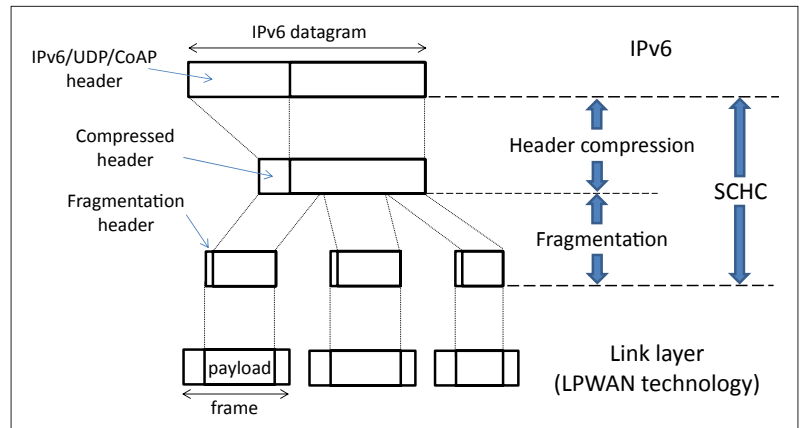 IPv6 datagram
IPv6/UDP/CoAP
header
IPv6
Compressed
header
Header compression
SCHC
Fragmentation
header
Fragmentation
payload
frame
Link layer
(LPWAN technology)